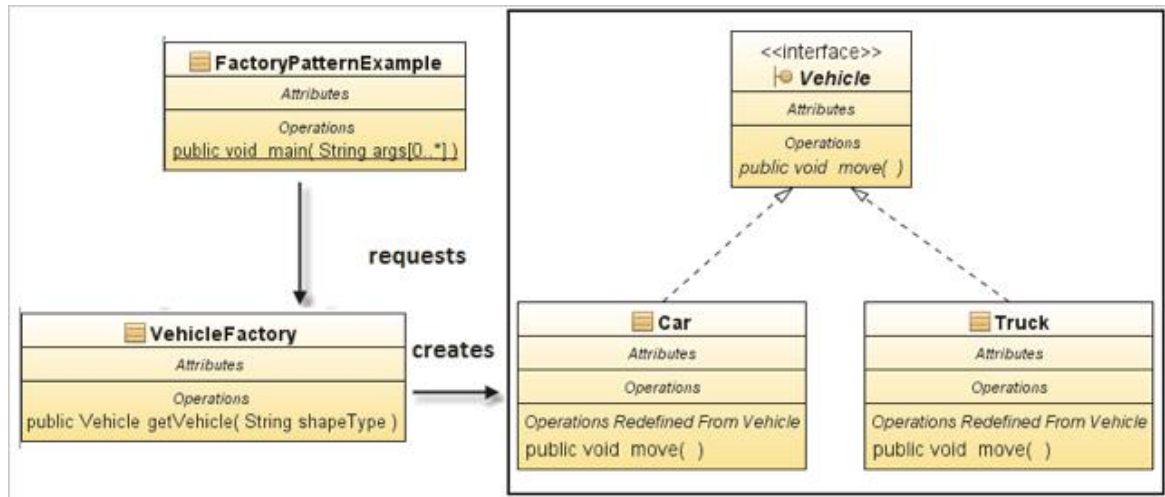 FactoryPatternExample
Attributes
Operations
public void main( String args[0..*] )
requests
VehicleFactory
Attributes
Operations
public Vehicle getVehicle( String shapeType )
creates
<<interface>>
Vehicle
Attributes
Operations
public void move( )
Car
Attributes
Operations
Operations Redefined From Vehicle
public void move( )
Truck
Attributes
Operations
Operations Redefined From Vehicle
public void move( )